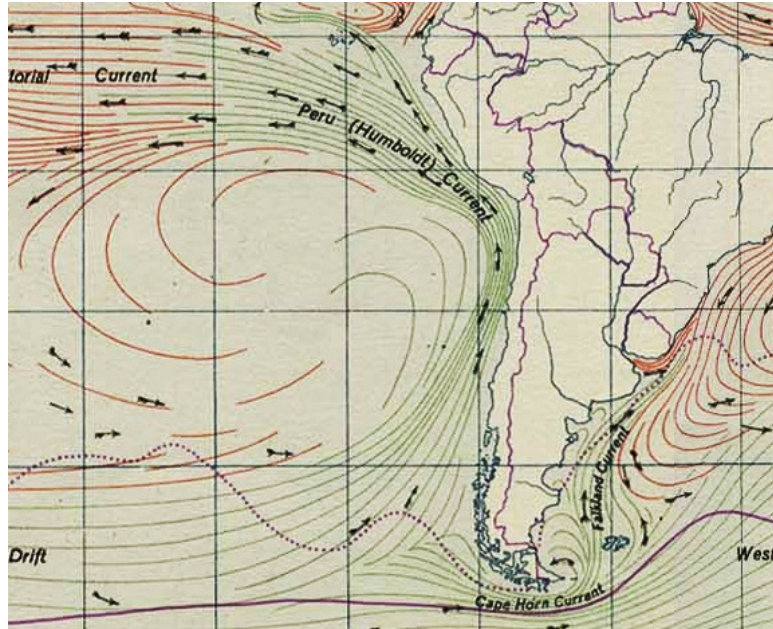 torial Current
Peru (Humboldt) Current
Falkland Current
Drift
West
Cape Horn Current